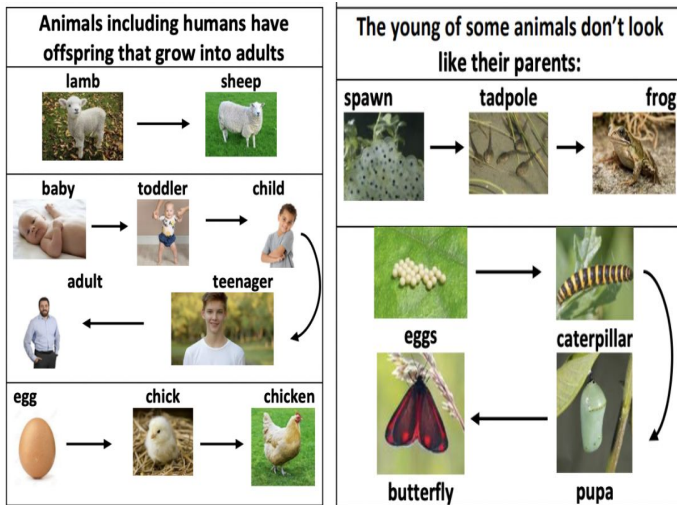 Animals including humans have
offspring that grow into adults
lamb sheep
baby toddler child
adult teenager
egg chick chicken
The young of some animals don’t look
like their parents:
spawn tadpole frog
eggs caterpillar
butterfly pupa